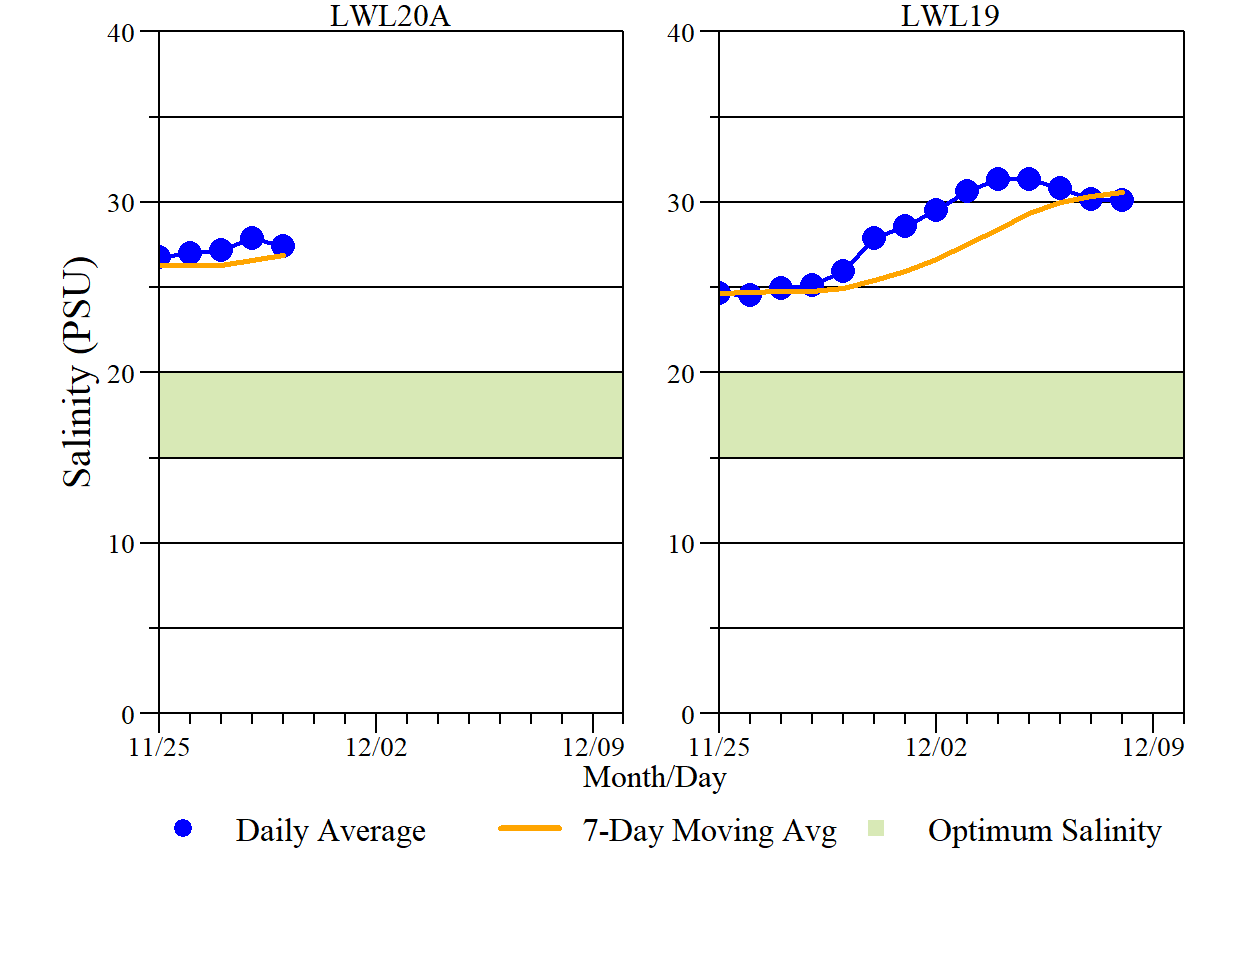 LWL20A
LWL19
40
30
20
10
0
40
30
20
10
0
Salinity (PSU)
11/25
12/02
12/09
11/25
12/02
12/09
Month/Day
Daily Average
7-Day Moving Avg
Optimum Salinity